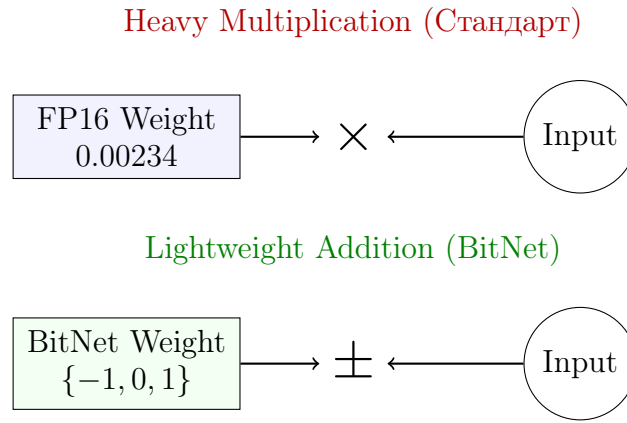 Heavy Multiplication (Стандарт)
FP16 Weight
0.00234
×
Input
Lightweight Addition (BitNet)
BitNet Weight
{−1, 0, 1}
±
Input